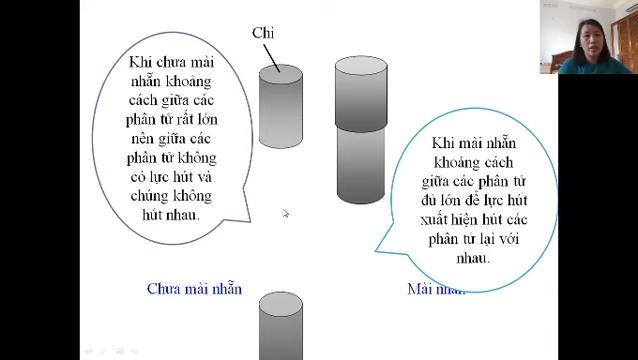 Chì
Khi chưa mài
nhẵn khoảng
cách giữa các
phân tử rất lớn
nên giữa các
phân tử không
có lực hút và
chúng không
hút nhau.
Khi mài nhẵn
khoảng cách
giữa các phân tử
đủ lớn để lực hút
xuất hiện hút các
phân tử lại với
nhau.
Chưa mài nhẵn
Mài nhẵn